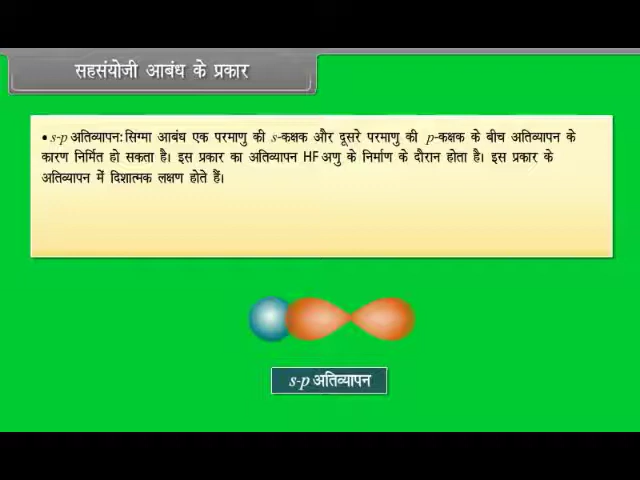 सहसंयोजी आबंध के प्रकार
• s-p अतिव्यापन: सिग्मा आबंध एक परमाणु की s-कक्षक और दूसरे परमाणु की p-कक्षक के बीच अतिव्यापन के
कारण निर्मित हो सकता है। इस प्रकार का अतिव्यापन HF अणु के निर्माण के दौरान होता है। इस प्रकार के
अतिव्यापन में दिशात्मक लक्षण होते हैं।
s-p अतिव्यापन